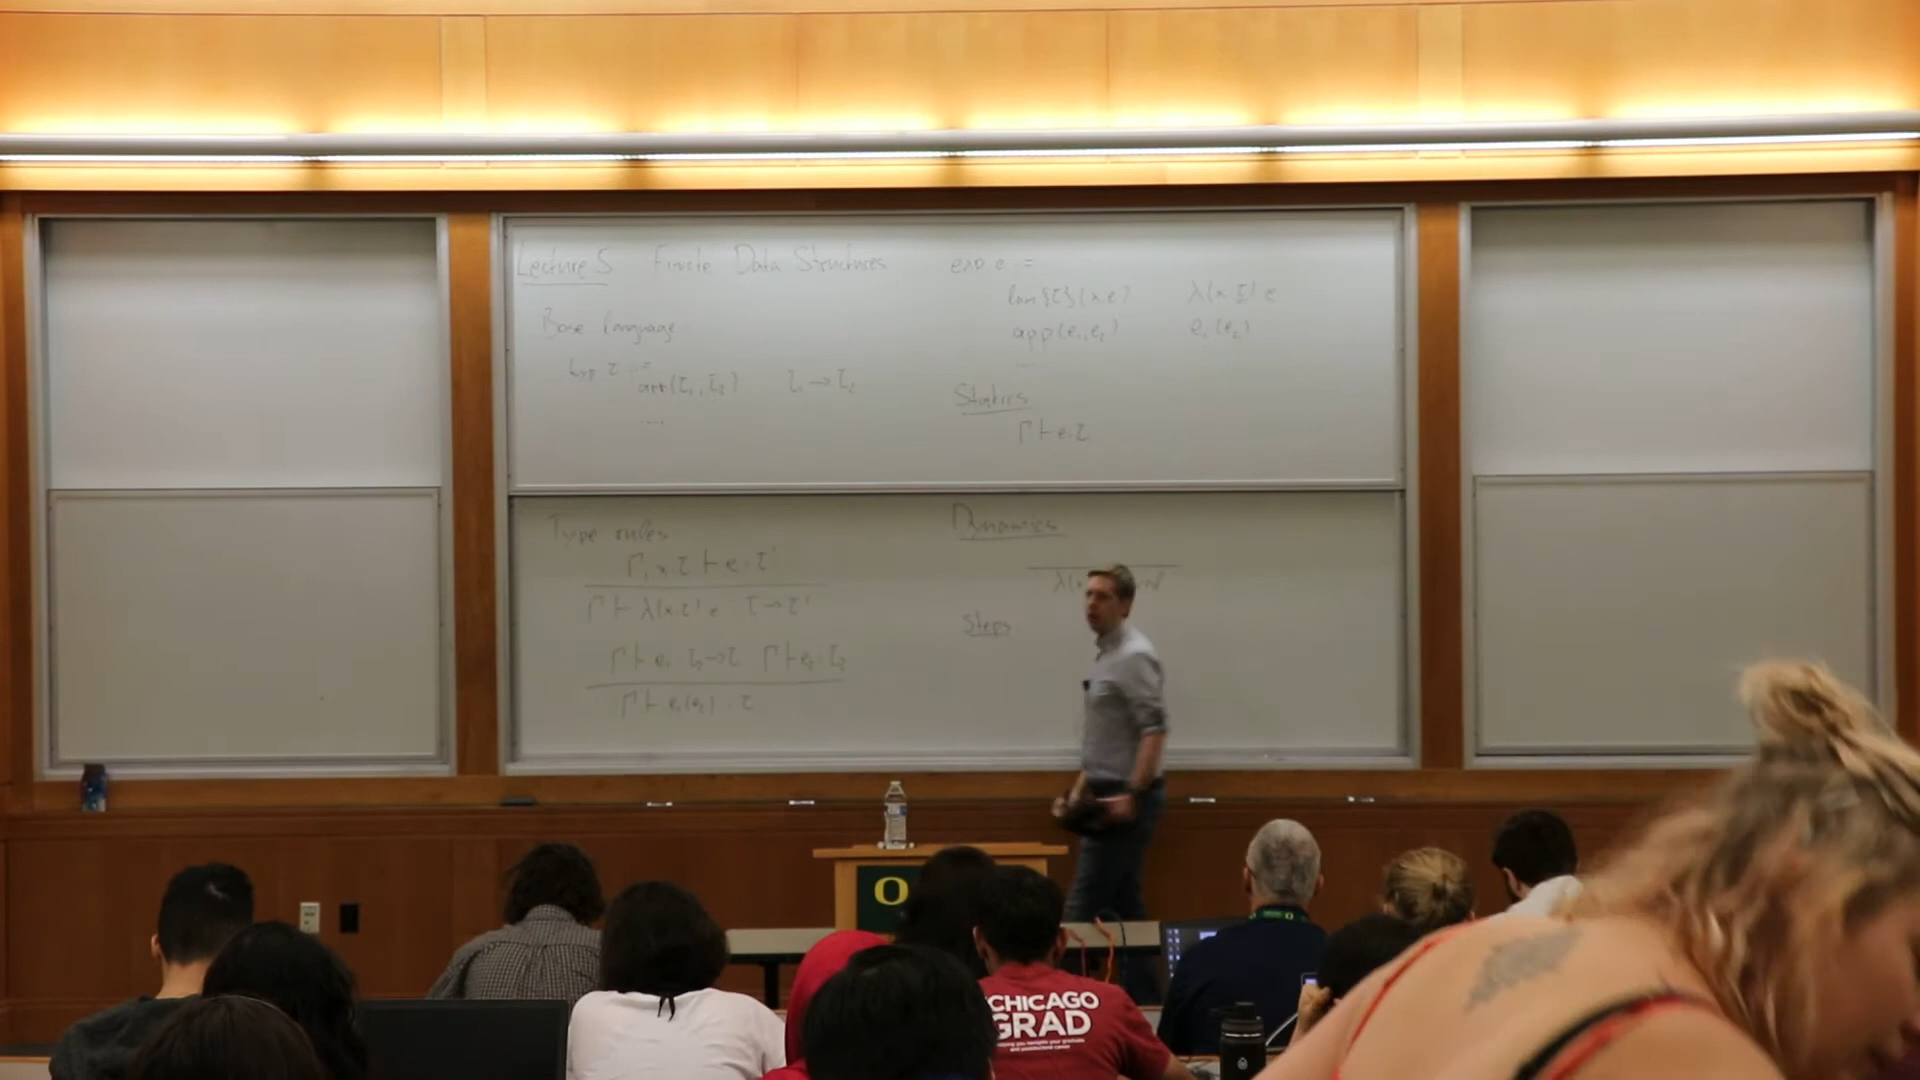 Lecture 5 Finite Data Structures
Base language
typ τ ::=
arr(τ₁, τ₂) τ₁ → τ₂
....
exp e ::=
lam{τ}(x.e) λ(x:τ) e
app(e₁,e₂) e₁(e₂)
...
Statics
Γ ⊢ e : τ
Type rules
Γ, x:τ ⊢ e : τ'
Γ ⊢ λ(x:τ) e : τ → τ'
Γ ⊢ e₁ : τ₂ → τ Γ ⊢ e₂ : τ₂
Γ ⊢ e₁(e₂) : τ
Dynamics
λ(x
Steps
O
CHICAGO
GRAD